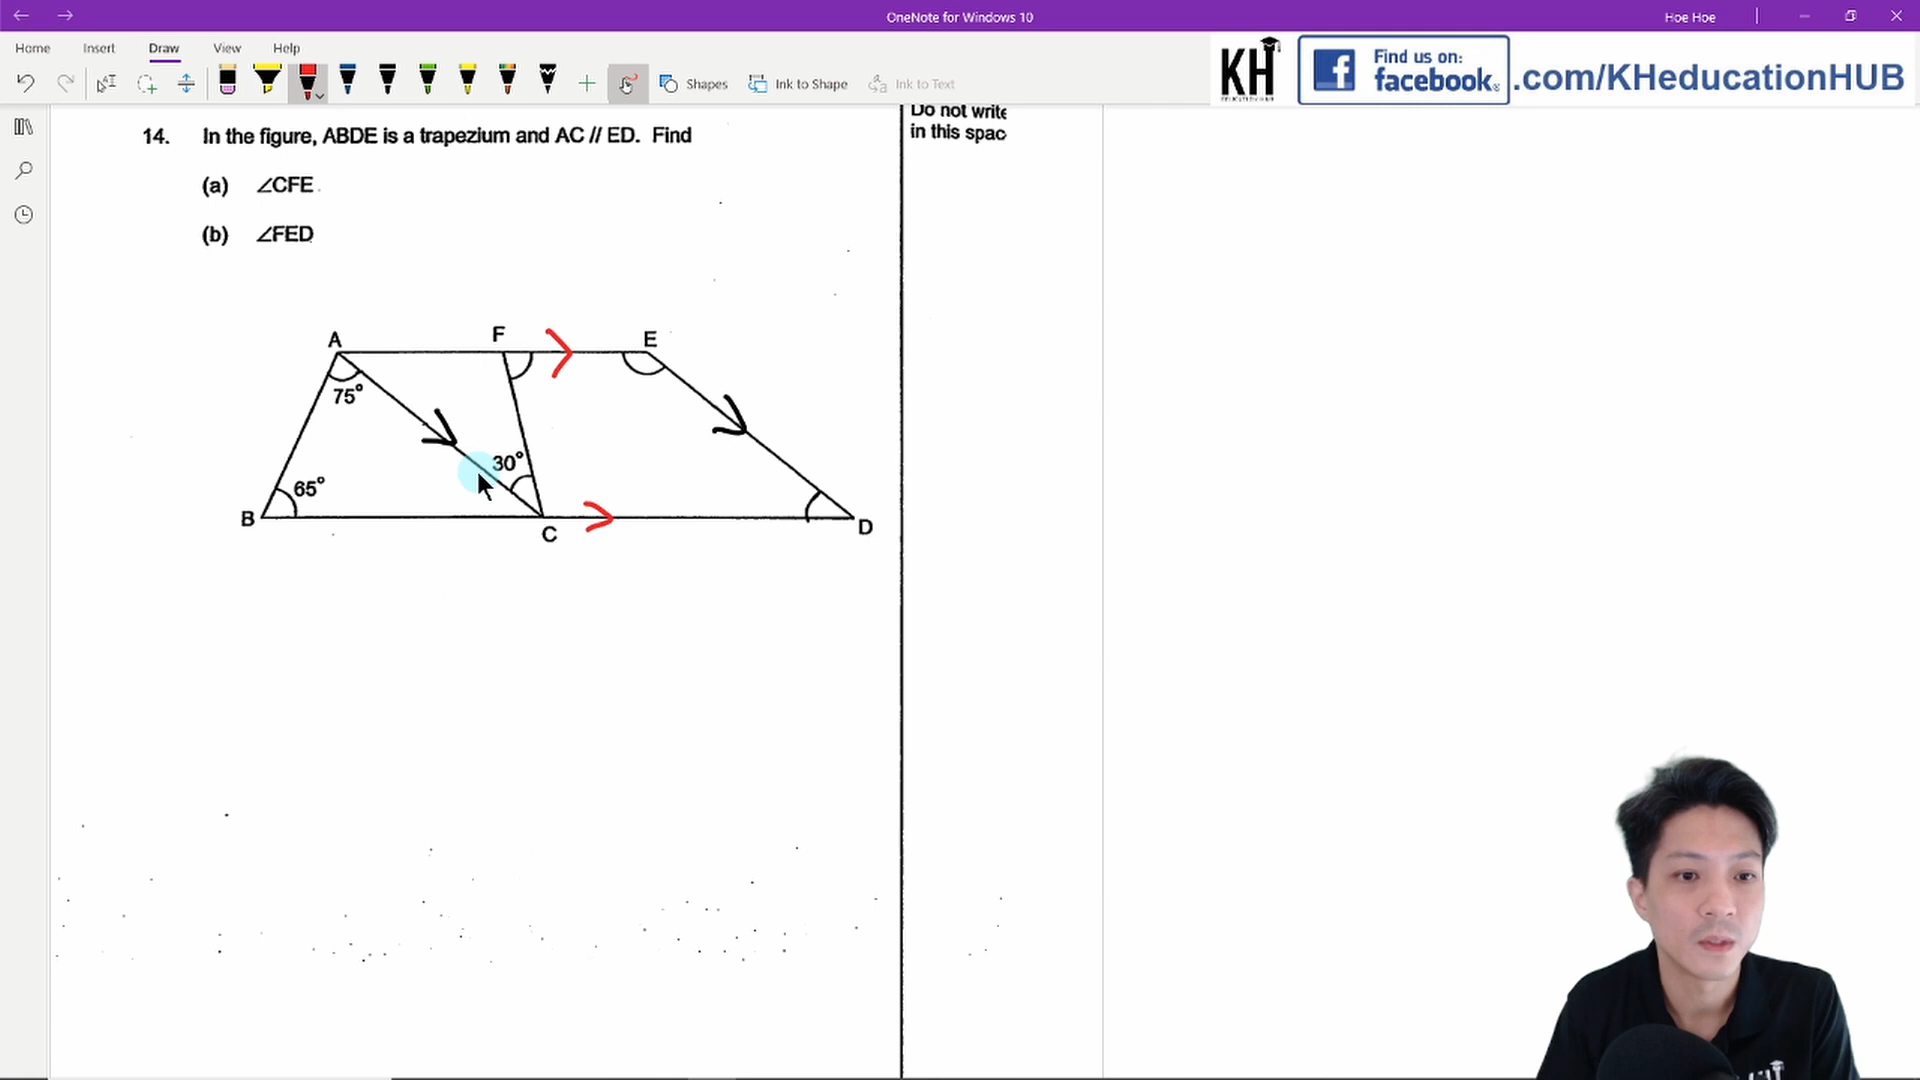 OneNote for Windows 10
Hoe Hoe
Home Insert Draw View Help
Shapes Ink to Shape Ink to Text
KH
Find us on:
facebook .com/KHeducationHUB
14. In the figure, ABDE is a trapezium and AC // ED. Find
(a) ∠CFE
(b) ∠FED
Do not write
in this spac
A F E
75°
30°
65°
B C D